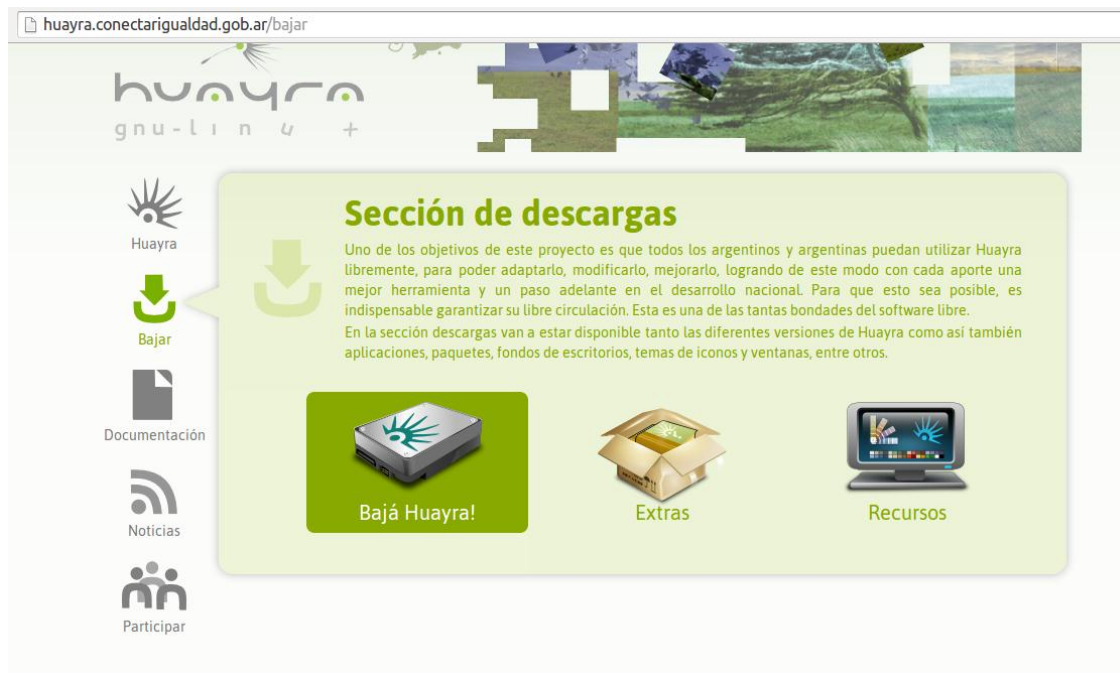 huayra.conectarigualdad.gob.ar/bajar
huayra
gnu-linux
Huayra
Bajar
Documentación
Noticias
Participar
Sección de descargas
Uno de los objetivos de este proyecto es que todos los argentinos y argentinas puedan utilizar Huayra
libremente, para poder adaptarlo, modificarlo, mejorarlo, logrando de este modo con cada aporte una
mejor herramienta y un paso adelante en el desarrollo nacional. Para que esto sea posible, es
indispensable garantizar su libre circulación. Esta es una de las tantas bondades del software libre.
En la sección descargas van a estar disponible tanto las diferentes versiones de Huayra como así también
aplicaciones, paquetes, fondos de escritorios, temas de iconos y ventanas, entre otros.
Bajá Huayra!
Extras
Recursos